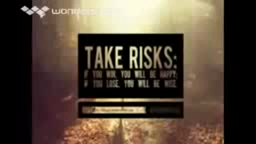 TAKE RISKS:
IF YOU WIN, YOU WILL BE HAPPY.
IF YOU LOSE, YOU WILL BE WISE.